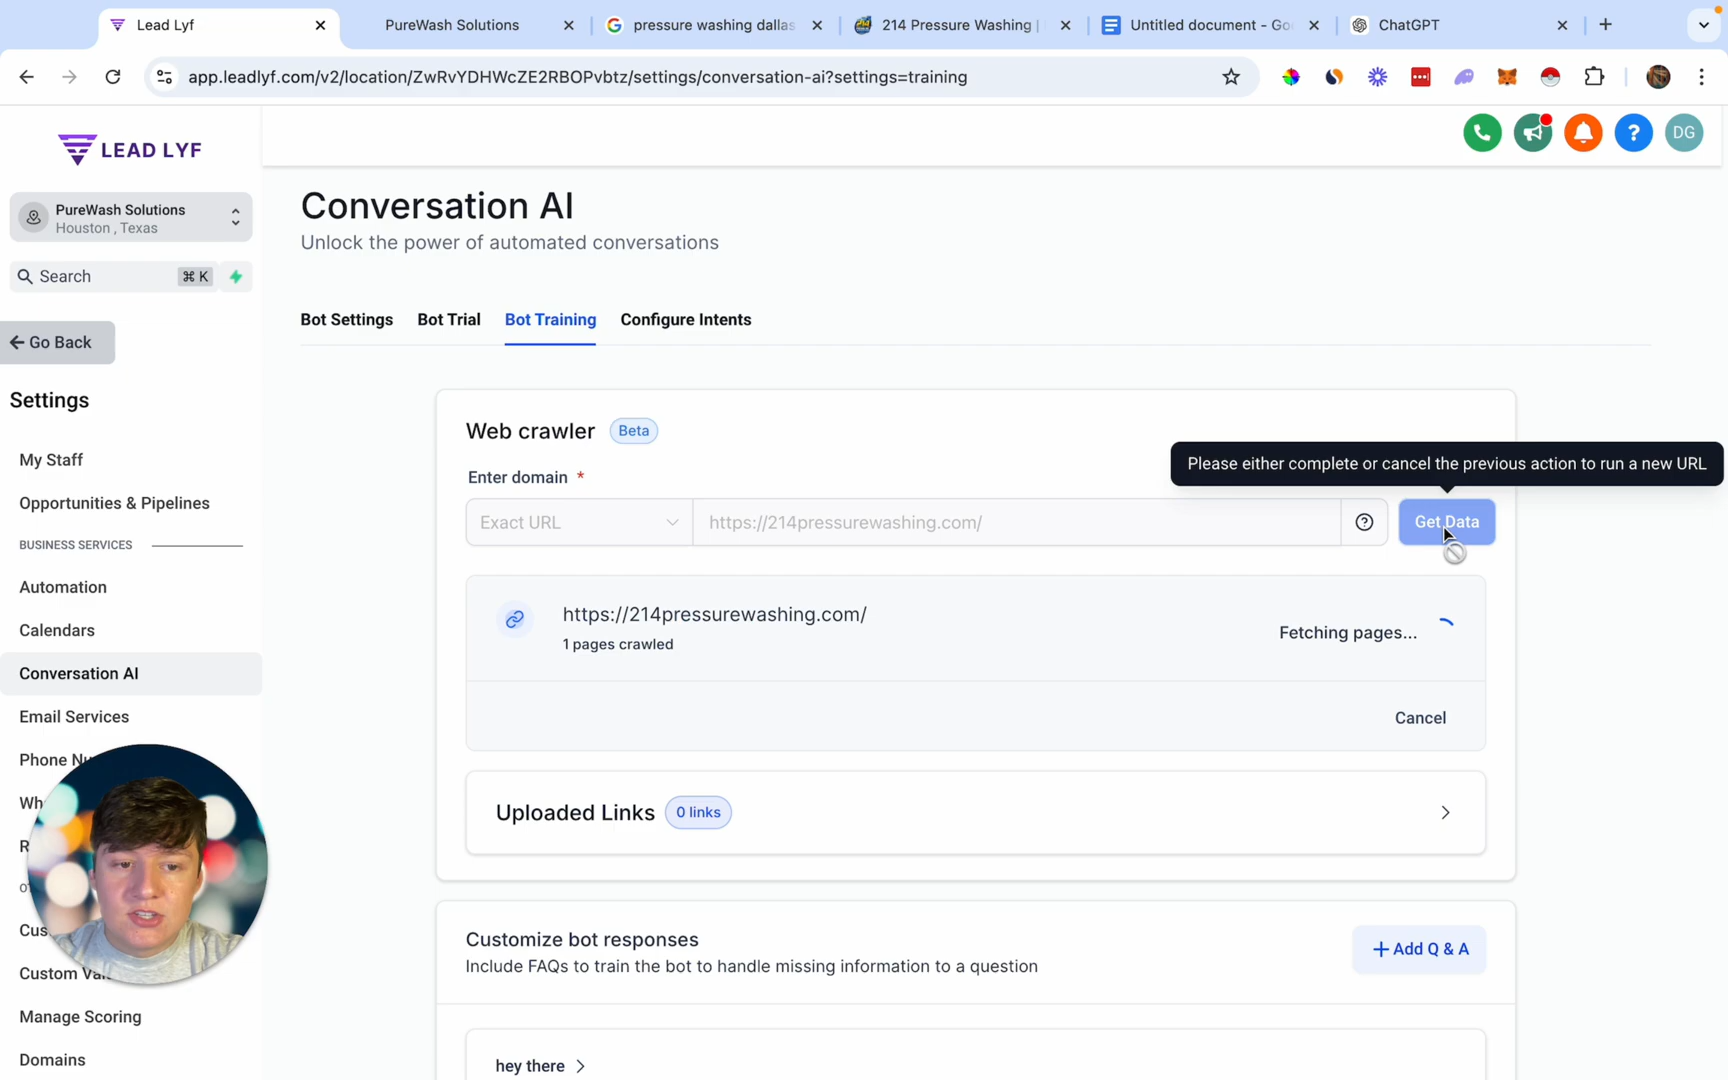 Lead Lyf
PureWash Solutions
pressure washing dallas
214 Pressure Washing |
Untitled document - Go
ChatGPT
app.leadlyf.com/v2/location/ZwRvYDHWcZE2RBOPvbtz/settings/conversation-ai?settings=training
LEAD LYF
DG
PureWash Solutions
Houston , Texas
Search
⌘ K
Go Back
Settings
My Staff
Opportunities & Pipelines
BUSINESS SERVICES
Automation
Calendars
Conversation AI
Email Services
Phone Nu
Wh
R
Cus
Custom Val
Manage Scoring
Domains
Conversation AI
Unlock the power of automated conversations
Bot Settings
Bot Trial
Bot Training
Configure Intents
Web crawler
Beta
Please either complete or cancel the previous action to run a new URL
Enter domain *
Exact URL
https://214pressurewashing.com/
Get Data
https://214pressurewashing.com/
1 pages crawled
Fetching pages...
Cancel
Uploaded Links
0 links
Customize bot responses
Include FAQs to train the bot to handle missing information to a question
+ Add Q & A
hey there